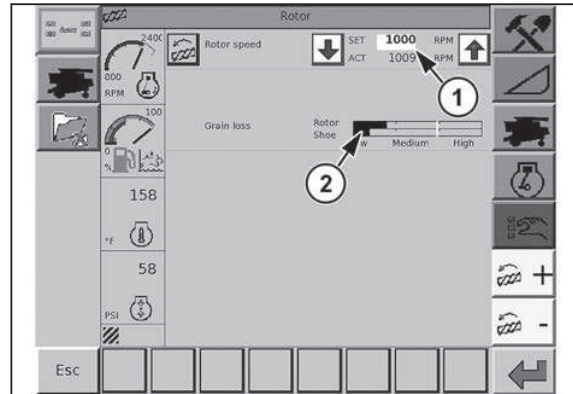 Rotor
2400
800
RPM
Rotor speed
SET 1000 RPM
ACT 1009 RPM
1
100
0
%
Grain loss
Rotor
Shoe
Medium High
2
158
°F
58
PSI
+
-
Esc